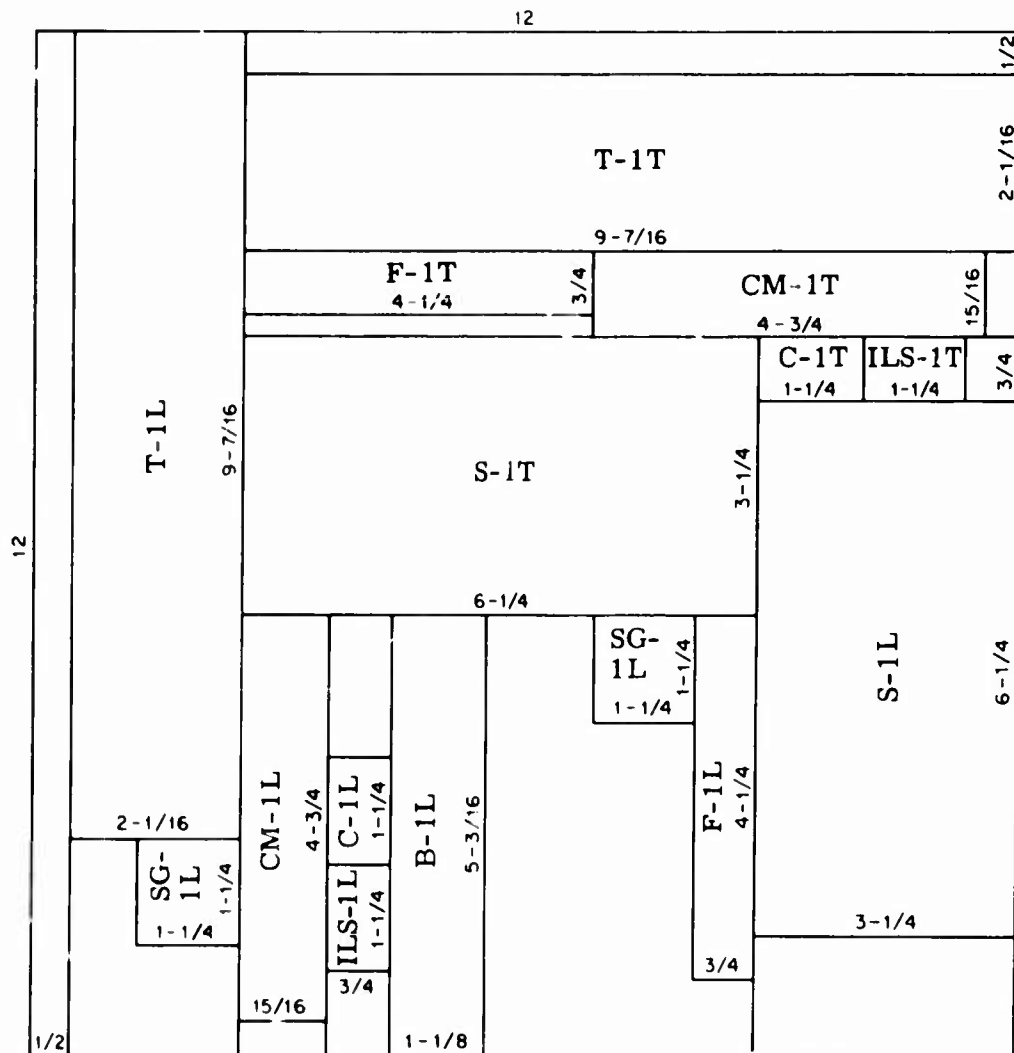 12
1/2
T-1T
2-1/16
9-7/16
F-1T
4-1/4
3/4
CM-1T
4-3/4
15/16
C-1T
1-1/4
ILS-1T
1-1/4
3/4
T-1L
9-7/16
12
S-1T
3-1/4
6-1/4
SG-
1L
1-1/4
1-1/4
S-1L
6-1/4
CM-1L
4-3/4
C-1L
1-1/4
B-1L
5-3/16
F-1L
4-1/4
2-1/16
SG-
1L
1-1/4
1-1/4
ILS-1L
1-1/4
3/4
3-1/4
3/4
15/16
1/2
1-1/8